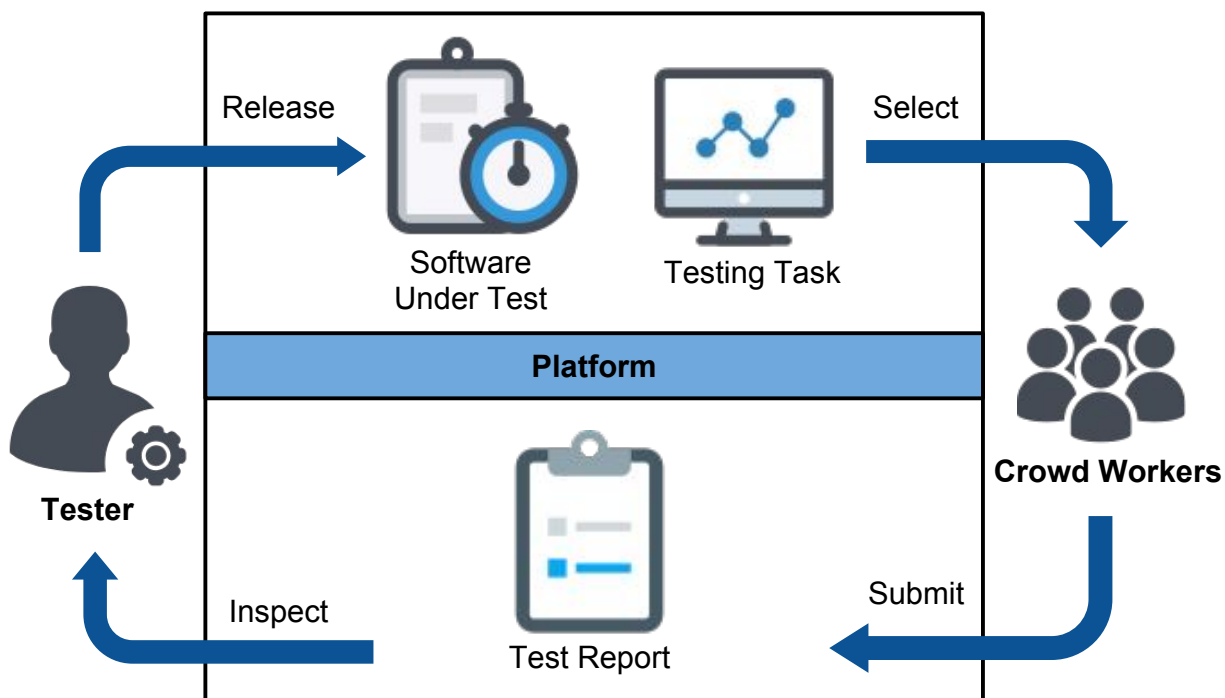 Release
Select
Software
Under Test
Testing Task
Platform
Tester
Crowd Workers
Inspect
Submit
Test Report